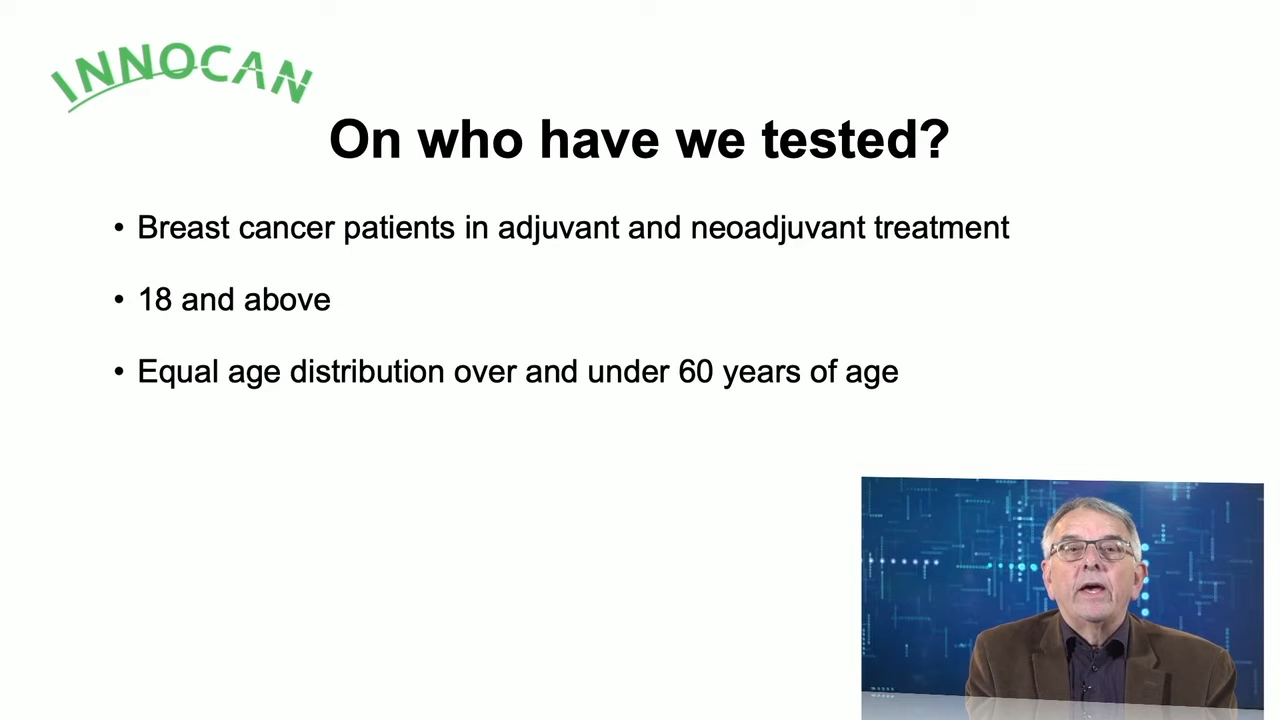 INNOCAN
On who have we tested?
• Breast cancer patients in adjuvant and neoadjuvant treatment
• 18 and above
• Equal age distribution over and under 60 years of age